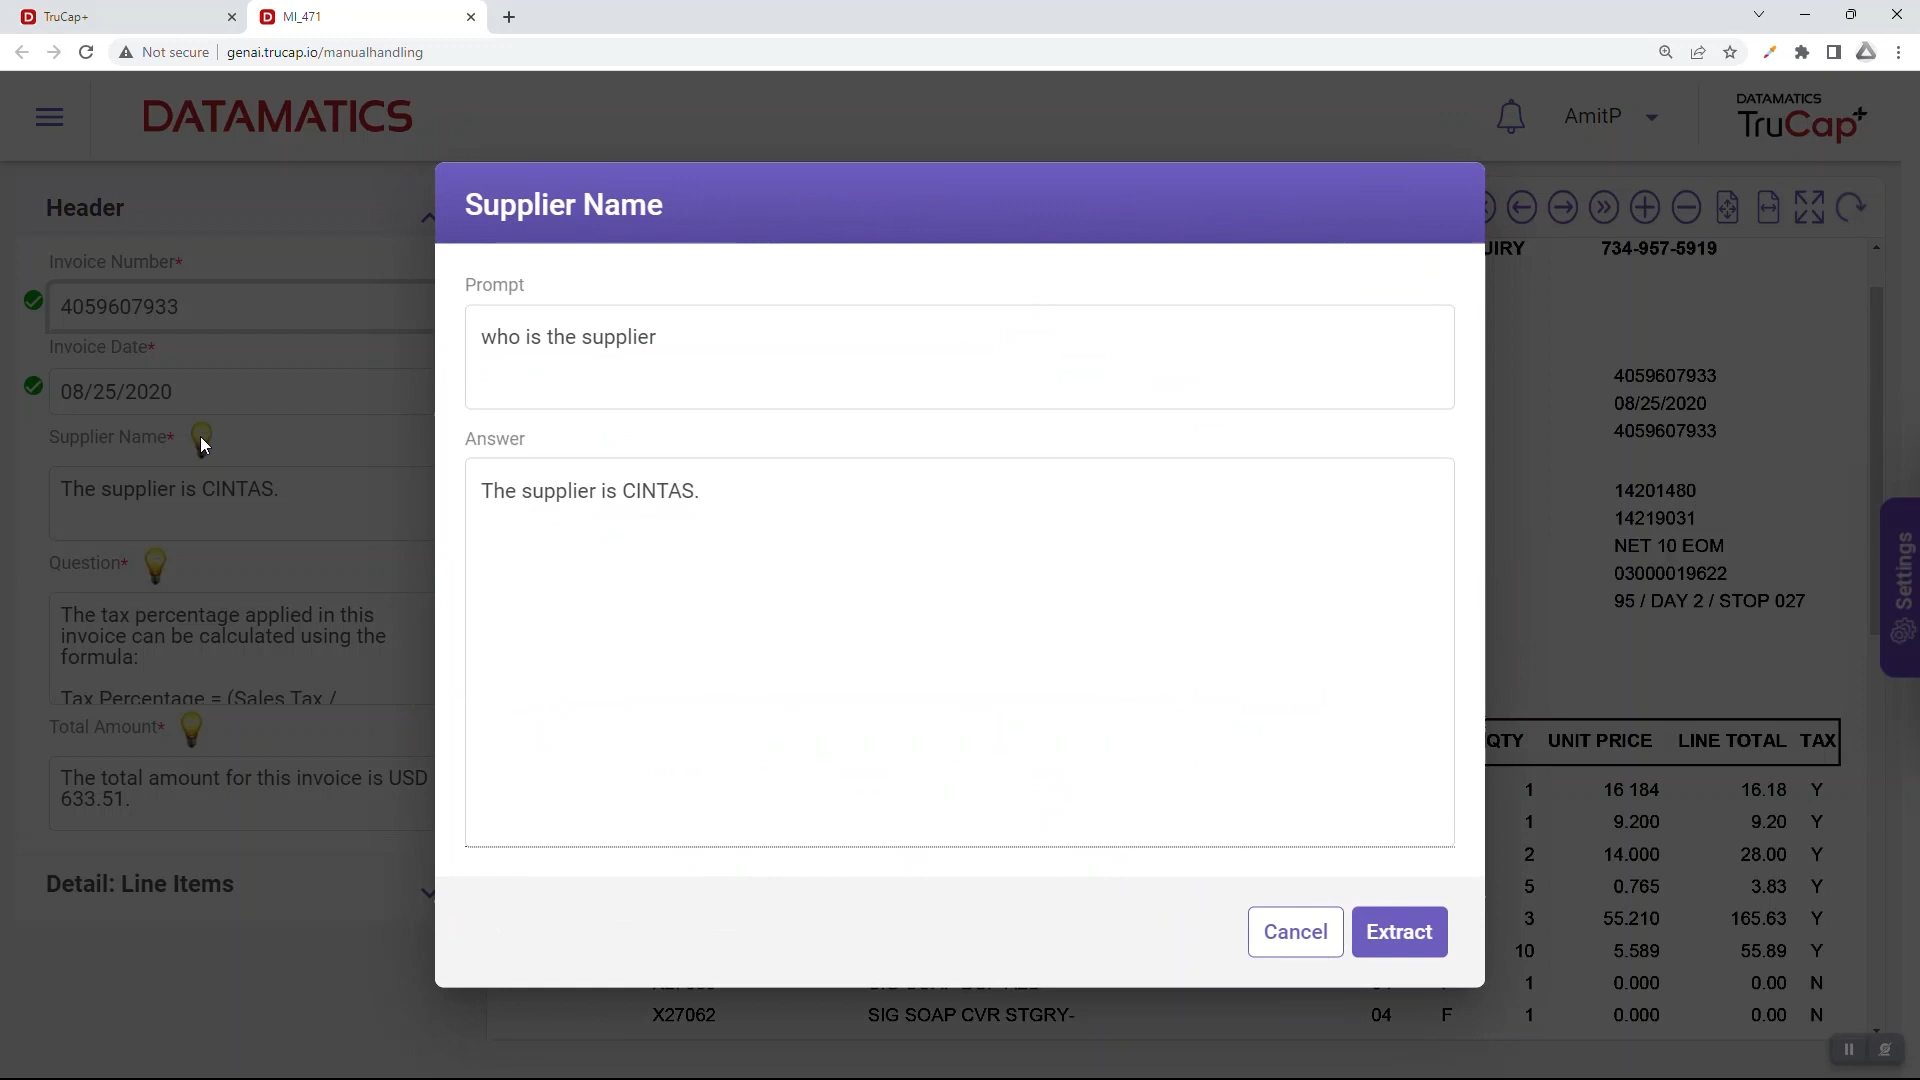 TruCap+
MI_471
Not secure
genai.trucap.io/manualhandling
DATAMATICS
AmitP
DATAMATICS
TruCap+
Header
Invoice Number*
4059607933
Invoice Date*
08/25/2020
Supplier Name*
The supplier is CINTAS.
Question*
The tax percentage applied in this
invoice can be calculated using the
formula:
Tax Percentage = (Sales Tax /
Total Amount*
The total amount for this invoice is USD
633.51.
Detail: Line Items
Supplier Name
Prompt
who is the supplier
Answer
The supplier is CINTAS.
Cancel
Extract
734-957-5919
4059607933
08/25/2020
4059607933
14201480
14219031
NET 10 EOM
03000019622
95 / DAY 2 / STOP 027
Settings
QTY UNIT PRICE LINE TOTAL TAX
1 16 184 16.18 Y
1 9.200 9.20 Y
2 14.000 28.00 Y
5 0.765 3.83 Y
3 55.210 165.63 Y
10 5.589 55.89 Y
1 0.000 0.00 N
X27062 SIG SOAP CVR STGRY- 04 F 1 0.000 0.00 N